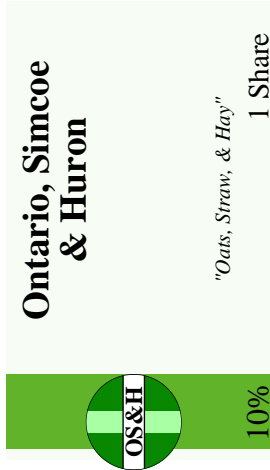 Ontario, Simcoe
& Huron
"Oats, Straw, & Hay"
1 Share
OS&H
10%